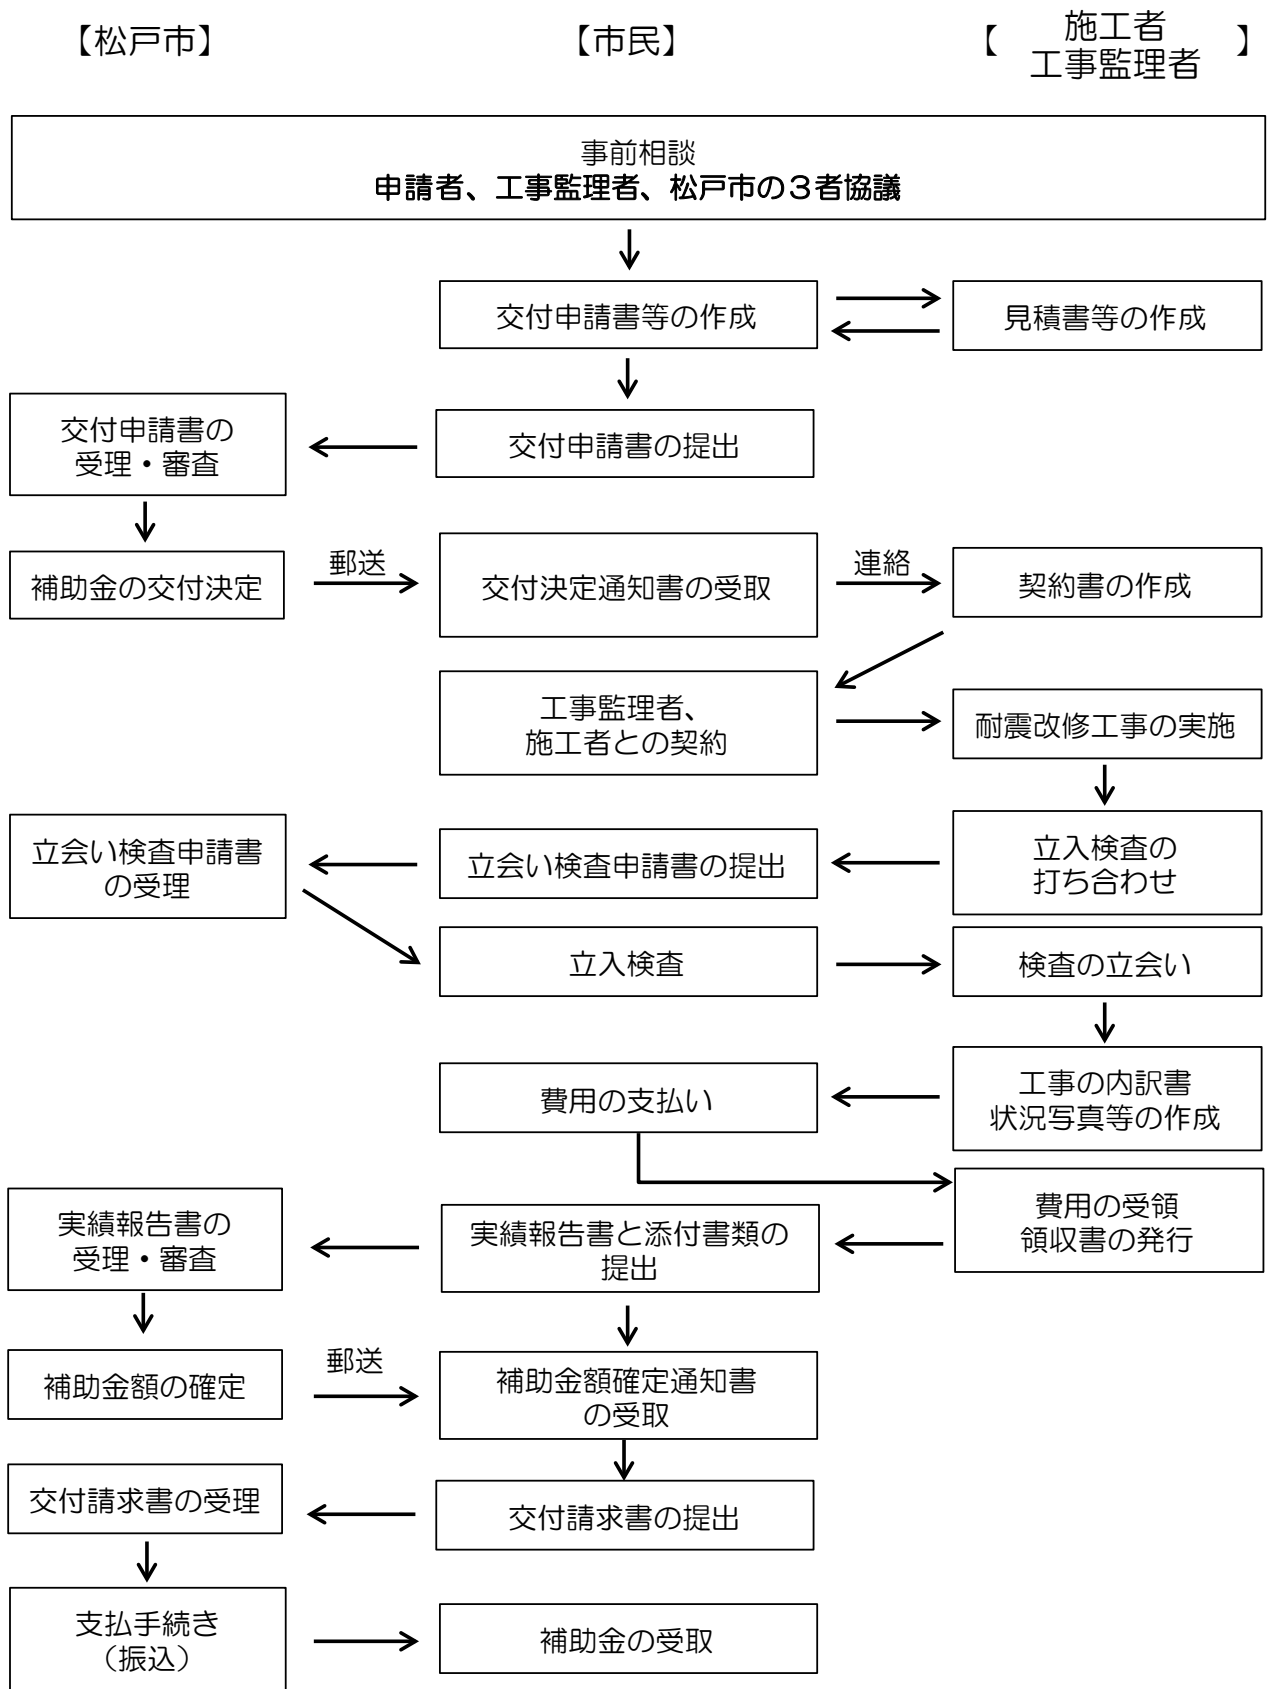 【松戸市】
【市民】
【 施工者 】
工事監理者
事前相談
申請者、工事監理者、松戸市の３者協議
交付申請書等の作成
見積書等の作成
交付申請書の
受理・審査
交付申請書の提出
補助金の交付決定
郵送
交付決定通知書の受取
連絡
契約書の作成
工事監理者、
施工者との契約
耐震改修工事の実施
立会い検査申請書
の受理
立会い検査申請書の提出
立入検査の
打ち合わせ
立入検査
検査の立会い
費用の支払い
工事の内訳書
状況写真等の作成
実績報告書の
受理・審査
実績報告書と添付書類の
提出
費用の受領
領収書の発行
補助金額の確定
郵送
補助金額確定通知書
の受取
交付請求書の受理
交付請求書の提出
支払手続き
（振込）
補助金の受取